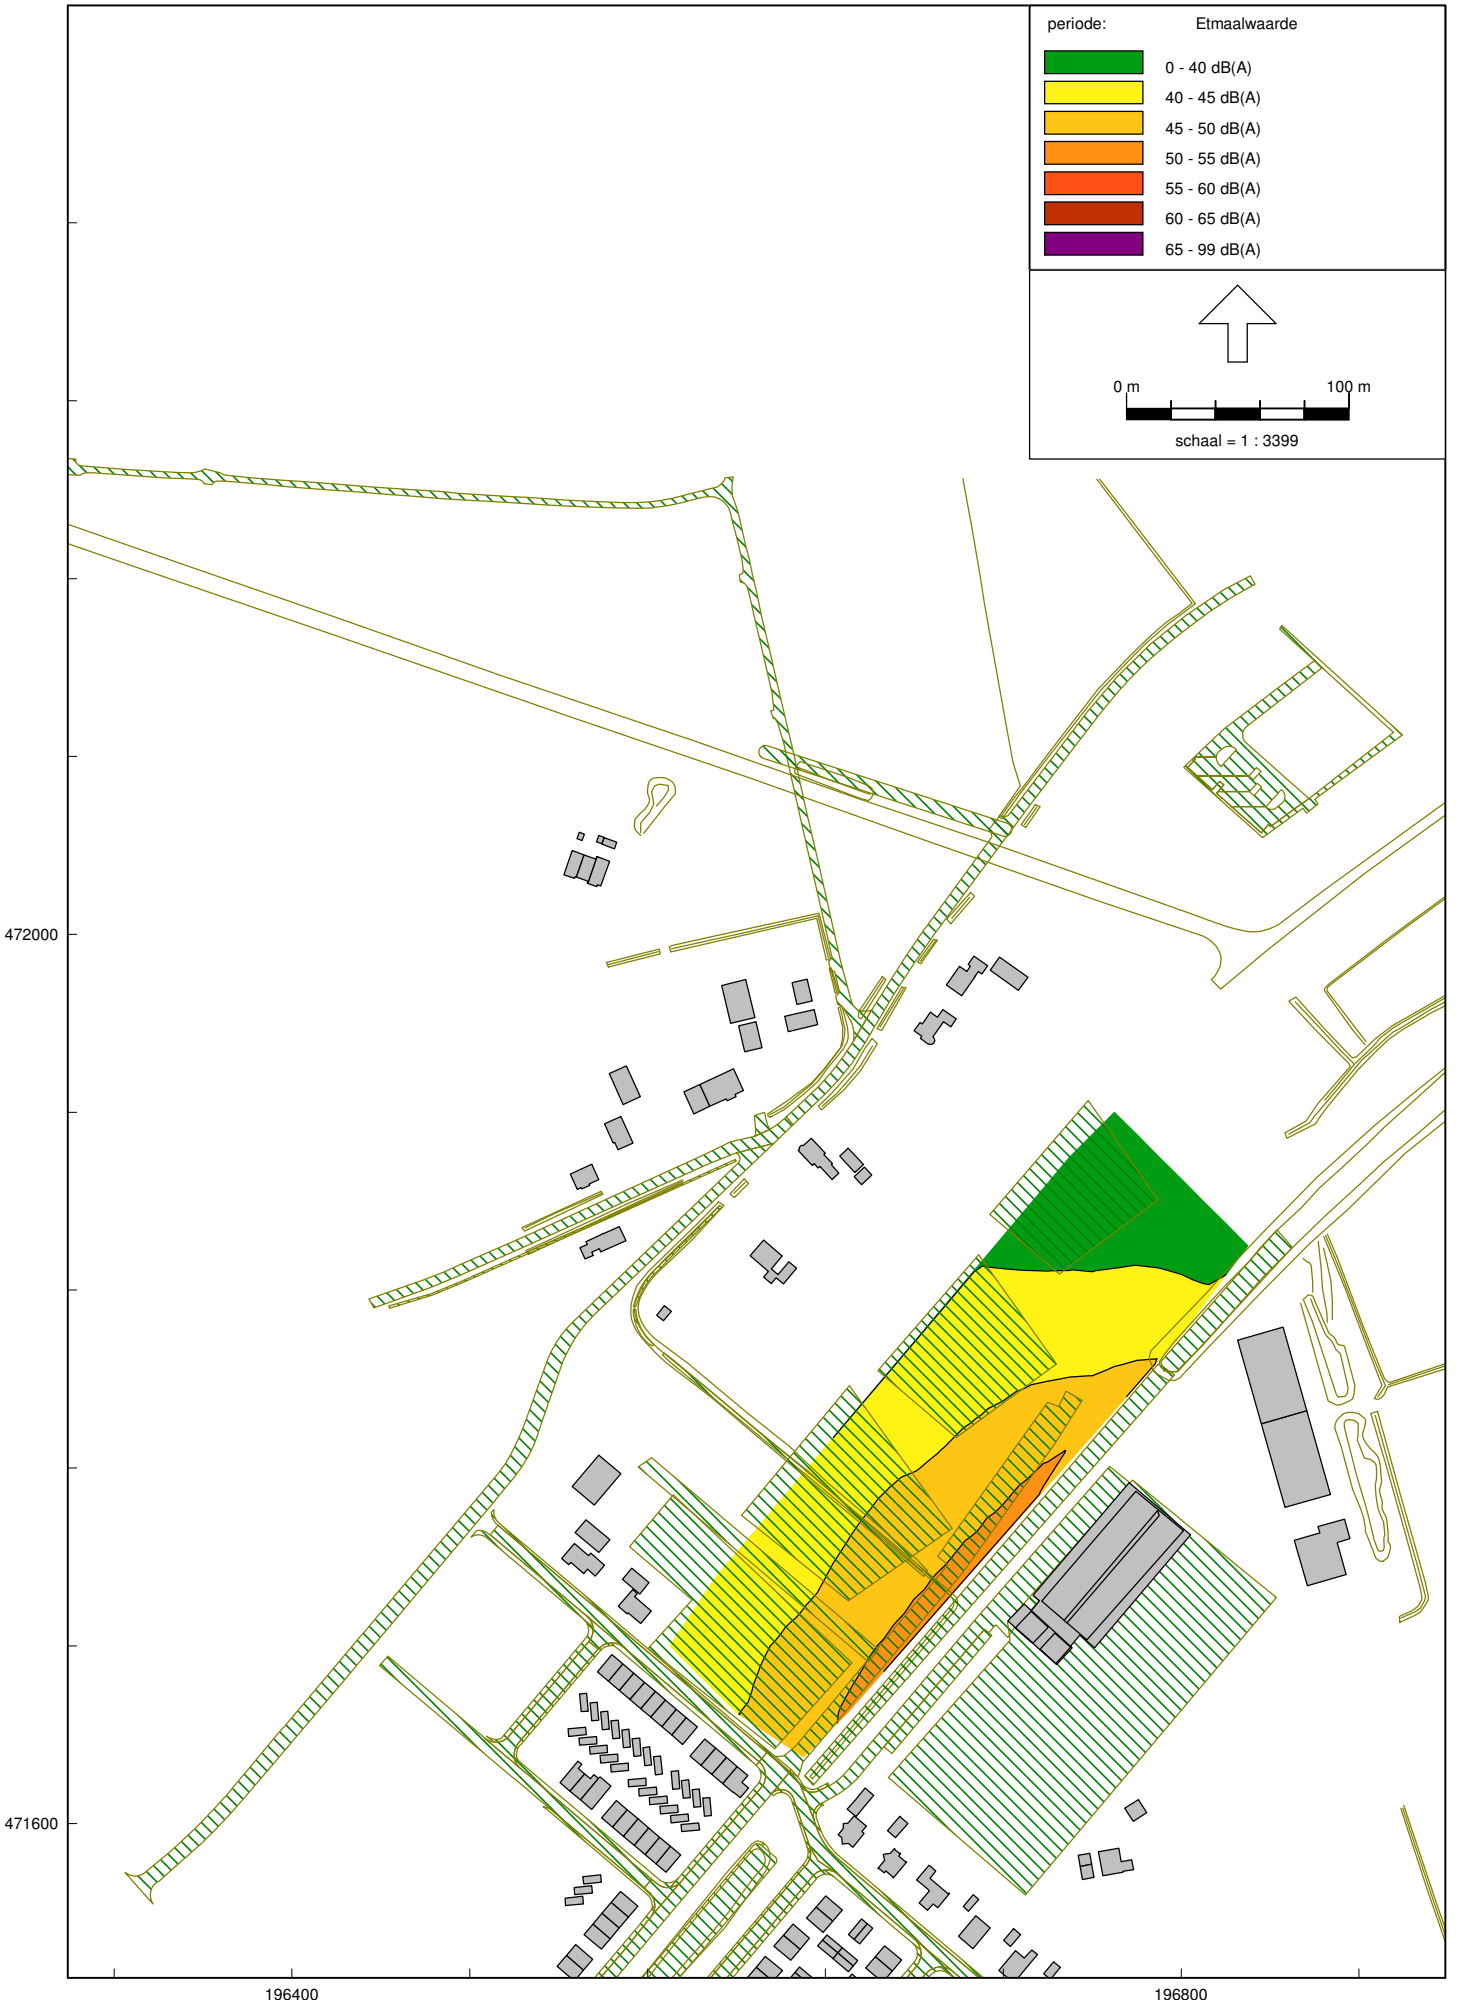 periode: Etmaalwaarde
0 - 40 dB(A)
40 - 45 dB(A)
45 - 50 dB(A)
50 - 55 dB(A)
55 - 60 dB(A)
60 - 65 dB(A)
65 - 99 dB(A)
0 m 100 m
schaal = 1 : 3399
472000
471600
196400 196800